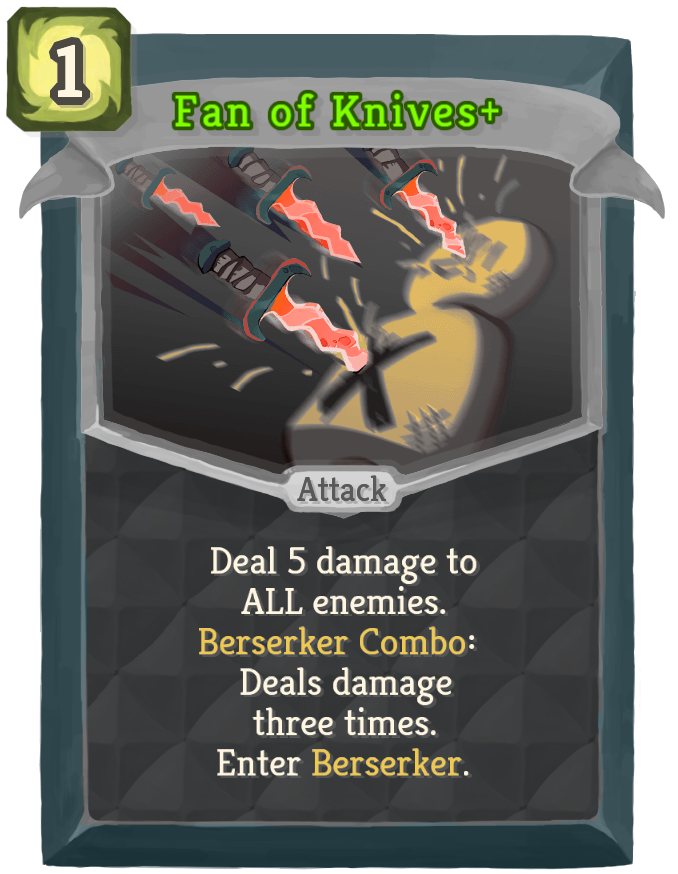 1
Fan of Knives+
Attack
Deal 5 damage to
ALL enemies.
Berserker Combo:
Deals damage
three times.
Enter Berserker.